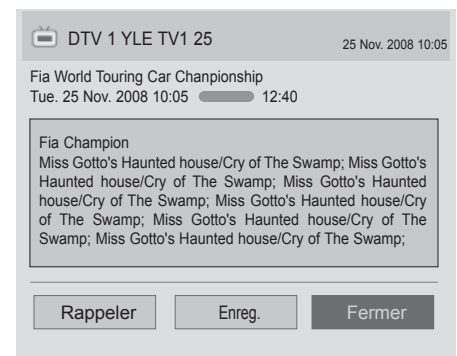 DTV 1 YLE TV1 25
25 Nov. 2008 10:05
Fia World Touring Car Chanpionship
Tue. 25 Nov. 2008 10:05 12:40
Fia Champion
Miss Gotto's Haunted house/Cry of The Swamp; Miss Gotto's
Haunted house/Cry of The Swamp; Miss Gotto's Haunted
house/Cry of The Swamp; Miss Gotto's Haunted house/Cry
of The Swamp; Miss Gotto's Haunted house/Cry of The
Swamp; Miss Gotto's Haunted house/Cry of The Swamp;
Rappeler Enreg. Fermer